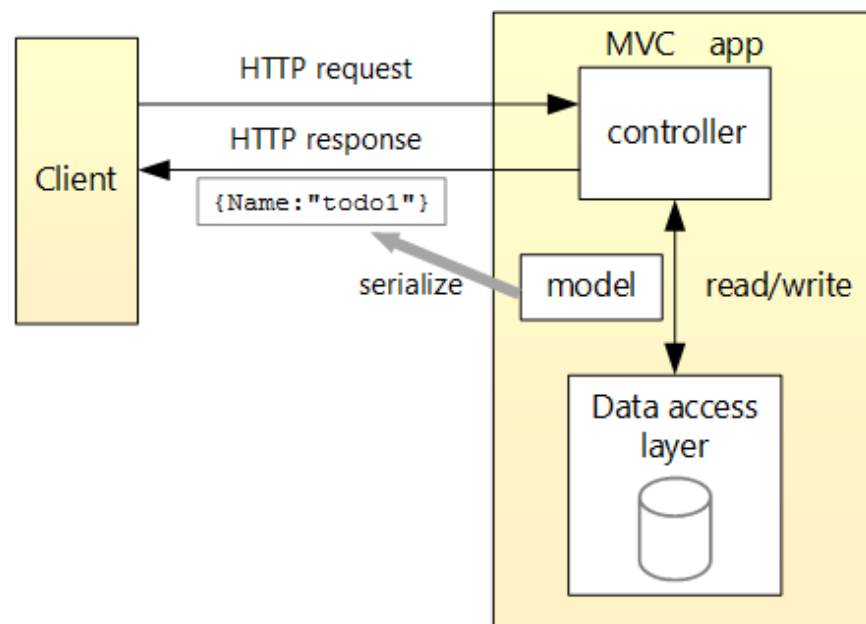 MVC app
HTTP request
controller
HTTP response
Client
{Name:"todo1"}
serialize
model
read/write
Data access
layer